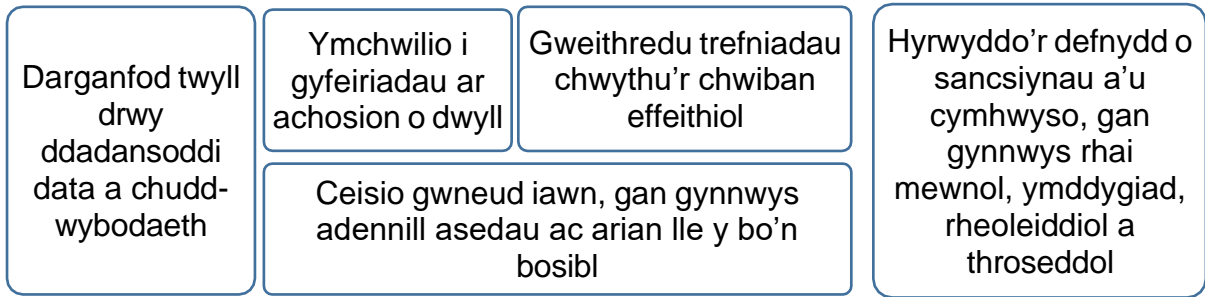 Darganfod twyll
drwy
ddadansoddi
data a chudd-
wybodaeth
Ymchwilio i
gyfeiriadau ar
achosion o dwyll
Gweithredu trefniadau
chwythu'r chwiban
effeithiol
Ceisio gwneud iawn, gan gynnwys
adennill asedau ac arian lle y bo'n
bosibl
Hyrwyddo'r defnydd o
sancsiynau a'u
cymhwyso, gan
gynnwys rhai
mewnol, ymddygiad,
rheoleiddiol a
throseddol